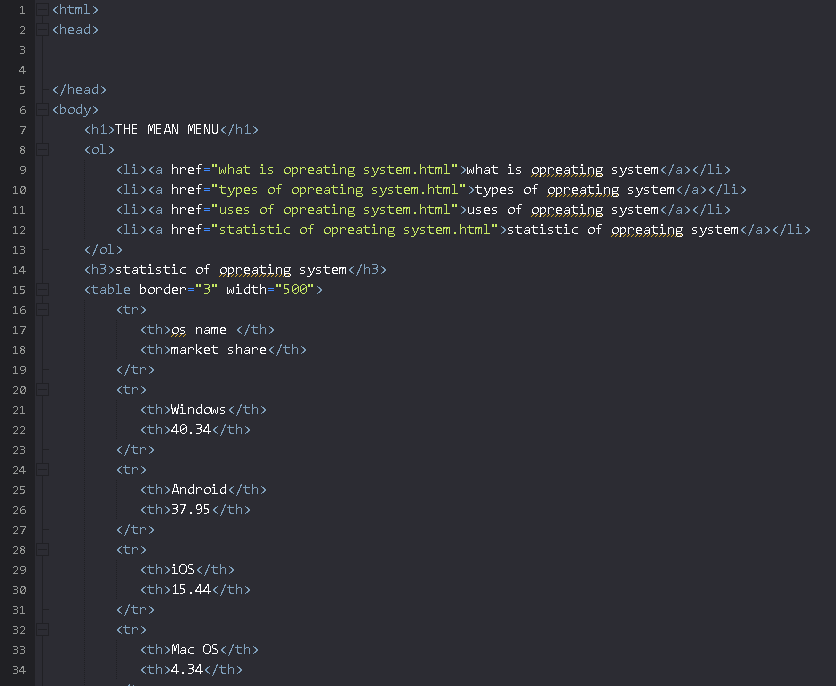 1 <html>
2 <head>
3
4
5 </head>
6 <body>
7 <h1>THE MEAN MENU</h1>
8 <ol>
9 <li><a href="what is opreating system.html">what is opreating system</a></li>
10 <li><a href="types of opreating system.html">types of opreating system</a></li>
11 <li><a href="uses of opreating system.html">uses of opreating system</a></li>
12 <li><a href="statistic of opreating system.html">statistic of opreating system</a></li>
13 </ol>
14 <h3>statistic of opreating system</h3>
15 <table border="3" width="500">
16 <tr>
17 <th>os name </th>
18 <th>market share</th>
19 </tr>
20 <tr>
21 <th>Windows</th>
22 <th>40.34</th>
23 </tr>
24 <tr>
25 <th>Android</th>
26 <th>37.95</th>
27 </tr>
28 <tr>
29 <th>iOS</th>
30 <th>15.44</th>
31 </tr>
32 <tr>
33 <th>Mac OS</th>
34 <th>4.34</th>